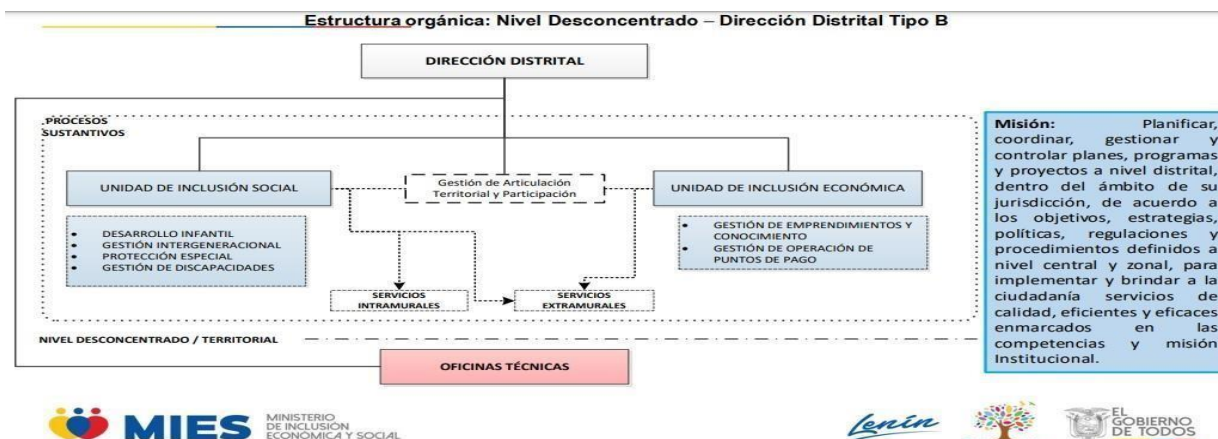 Estructura orgánica: Nivel Desconcentrado – Dirección Distrital Tipo B
DIRECCIÓN DISTRITAL
PROCESOS
SUSTANTIVOS
UNIDAD DE INCLUSIÓN SOCIAL
Gestión de Articulación
Territorial y Participación
UNIDAD DE INCLUSIÓN ECONÓMICA
• DESARROLLO INFANTIL
• GESTIÓN INTERGENERACIONAL
• PROTECCIÓN ESPECIAL
• GESTIÓN DE DISCAPACIDADES
• GESTIÓN DE EMPRENDIMIENTOS Y
CONOCIMIENTO
• GESTIÓN DE OPERACIÓN DE
PUNTOS DE PAGO
SERVICIOS
INTRAMURALES
SERVICIOS
EXTRAMURALES
NIVEL DESCONCENTRADO / TERRITORIAL
OFICINAS TÉCNICAS
Misión: Planificar,
coordinar, gestionar y
controlar planes, programas
y proyectos a nivel distrital,
dentro del ámbito de su
jurisdicción, de acuerdo a
los objetivos, estrategias,
políticas, regulaciones y
procedimientos definidos a
nivel central y zonal, para
implementar y brindar a la
ciudadanía servicios de
calidad, eficientes y eficaces
enmarcados en las
competencias y misión
Institucional.
MIES
MINISTERIO
DE INCLUSIÓN
ECONÓMICA Y SOCIAL
Lenín
EL
GOBIERNO
DE TODOS